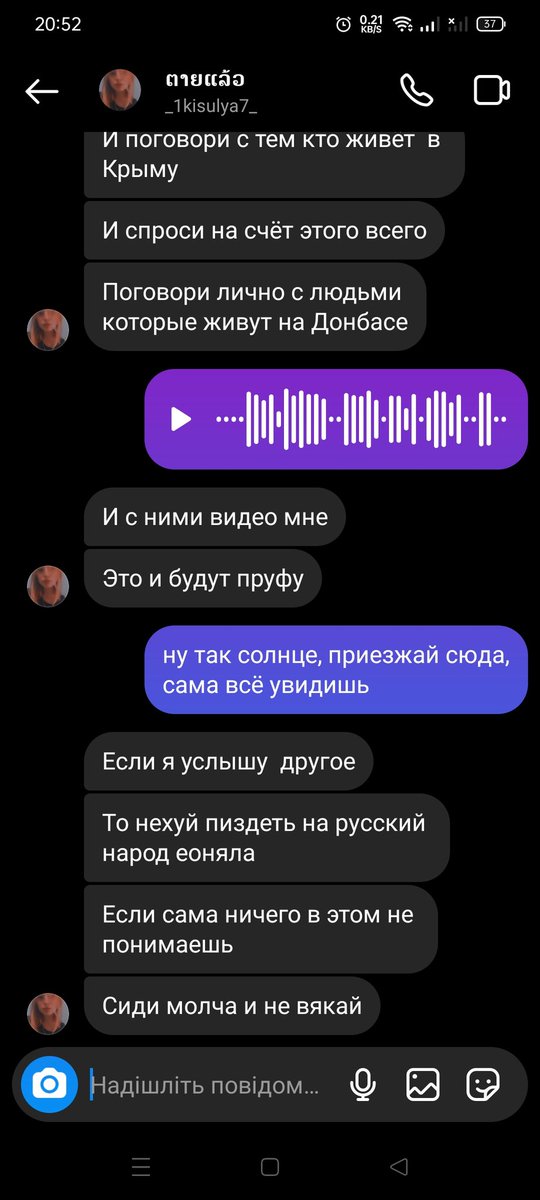 20:52
0.21
KB/S
37
ตายแล้ว
_1kisulya7_
И поговори с тем кто живёт в
Крыму
И спроси на счёт этого всего
Поговори лично с людьми
которые живут на Донбасе
И с ними видео мне
Это и будут пруфу
ну так солнце, приезжай сюда,
сама всё увидишь
Если я услышу другое
То нехуй пиздеть на русский
народ еоняла
Если сама ничего в этом не
понимаешь
Сиди молча и не вякай
Надішліть повідом...